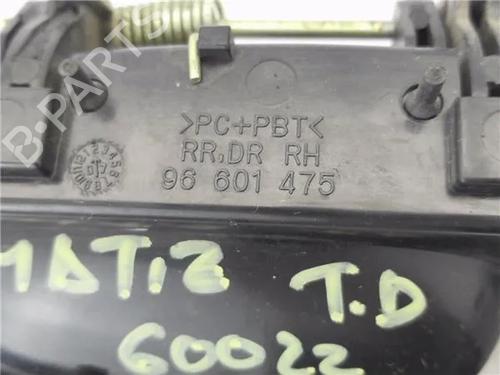 >PC+PBT<
RR.DR RH
96 601 475
MATIZ T.D
60022
B-PARTS